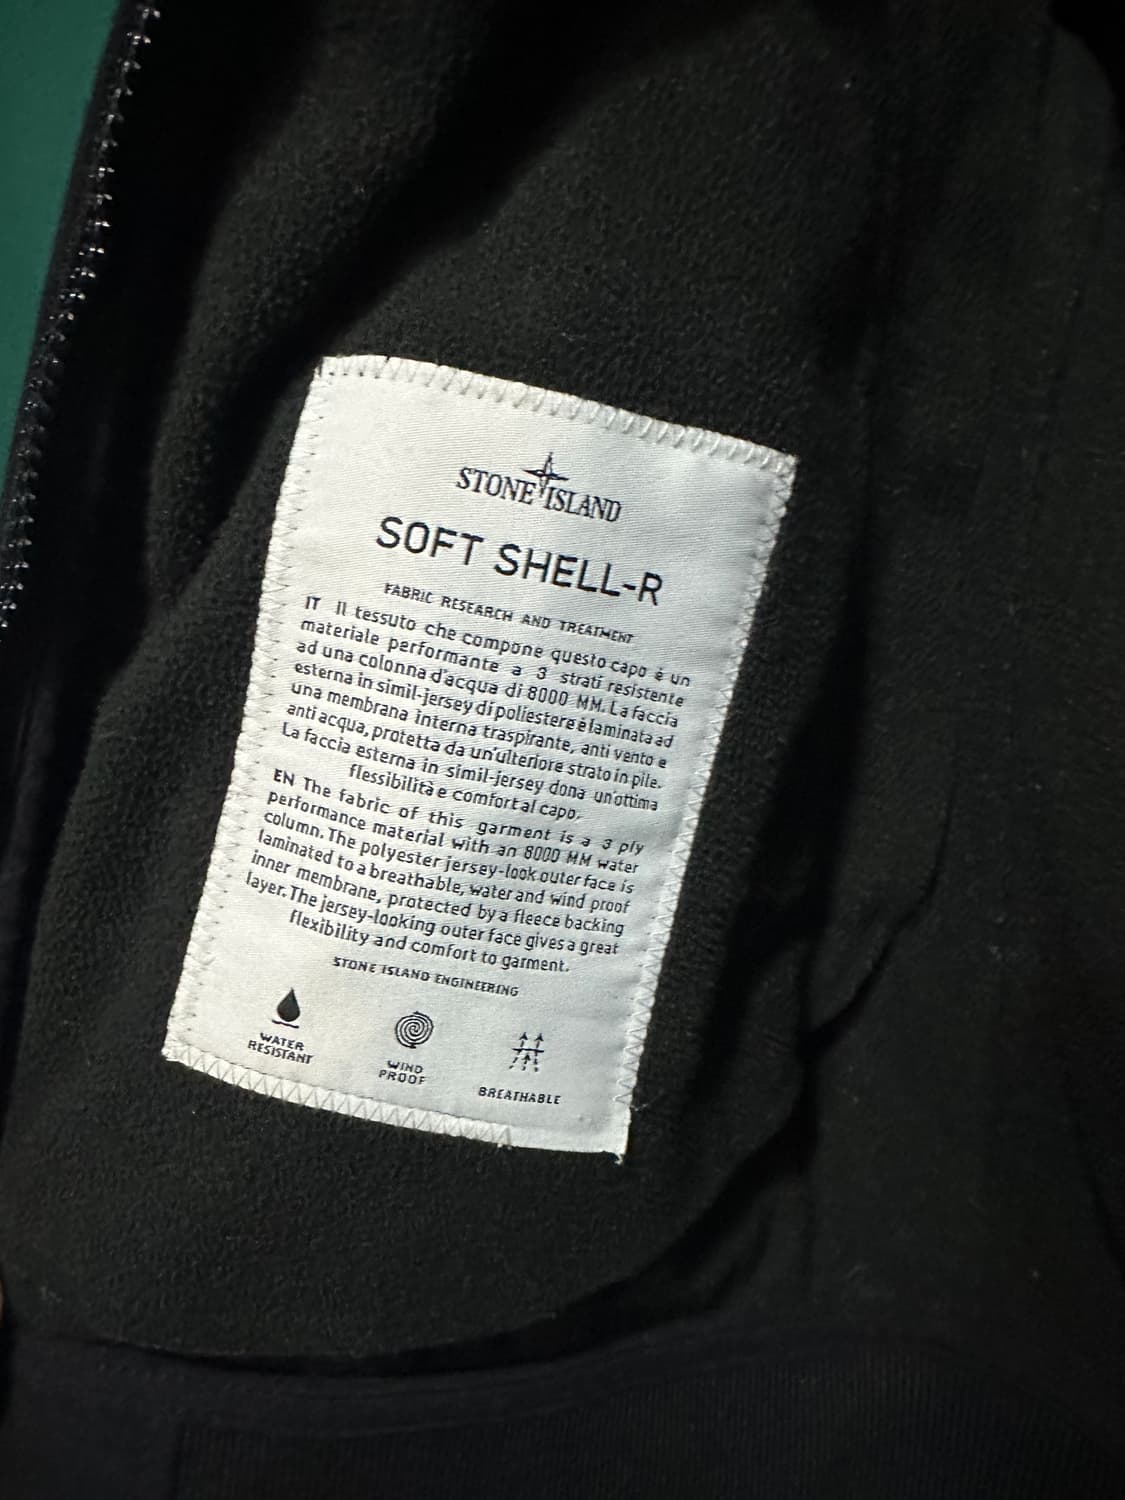 STONE ISLAND
SOFT SHELL-R
FABRIC RESEARCH AND TREATMENT
IT Il tessuto che compone questo capo è un
materiale performante a 3 strati resistente
ad una colonna d'acqua di 8000 MM. La faccia
esterna in simil-jersey di poliestere è laminata ad
una membrana interna traspirante, anti vento e
anti acqua, protetta da un'ulteriore strato in pile.
La faccia esterna in simil-jersey dona un'ottima
flessibilità e comfort al capo.
EN The fabric of this garment is a 3 ply
performance material with an 8000 MM water
column. The polyester jersey-look outer face is
laminated to a breathable, water and wind proof
inner membrane, protected by a fleece backing
layer. The jersey-looking outer face gives a great
flexibility and comfort to garment.
STONE ISLAND ENGINEERING
WATER
RESISTANT
WIND
PROOF
BREATHABLE